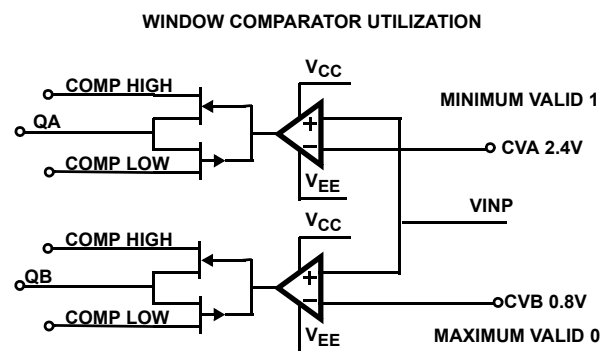 WINDOW COMPARATOR UTILIZATION
VCC
COMP HIGH
MINIMUM VALID 1
QA
+
−
CVA 2.4V
COMP LOW
VEE
VINP
VCC
COMP HIGH
QB
+
−
CVB 0.8V
COMP LOW
VEE
MAXIMUM VALID 0